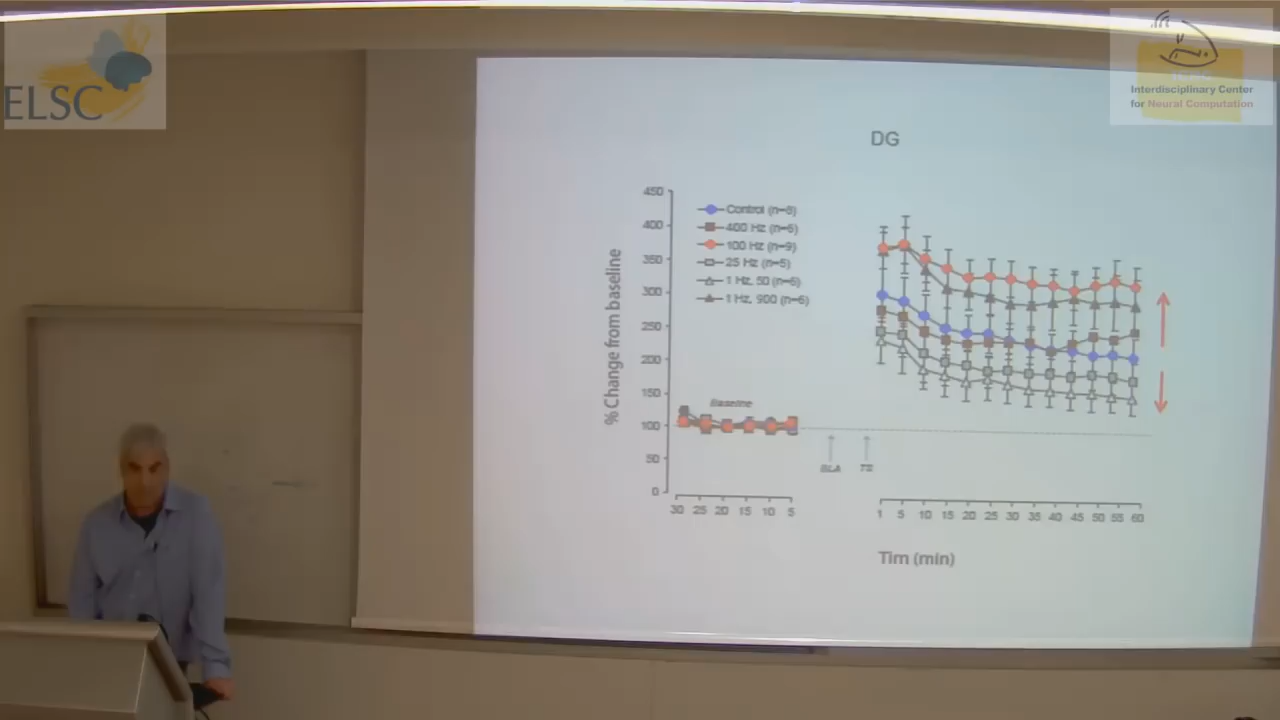 ELSC
Interdisciplinary Center
for Neural Computation
DG
% Change from baseline
450
400
350
300
250
200
150
100
50
0
Control (n=8)
400 Hz (n=6)
100 Hz (n=9)
25 Hz (n=5)
1 Hz, 50 (n=6)
1 Hz, 900 (n=6)
Baseline
BLA
TS
30 25 20 15 10 5
1 5 10 15 20 25 30 35 40 45 50 55 60
Tim (min)